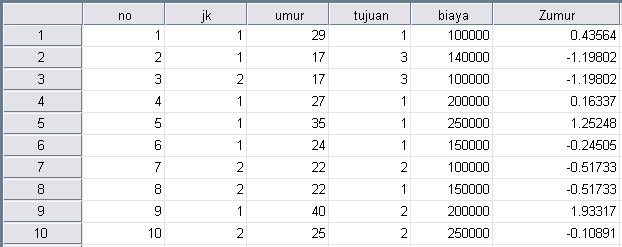 no jk umur tujuan biaya Zumur
1 1 1 29 1 100000 0.43564
2 2 1 17 3 140000 -1.19802
3 3 2 17 3 100000 -1.19802
4 4 1 27 1 200000 0.16337
5 5 1 35 1 250000 1.25248
6 6 1 24 1 150000 -0.24505
7 7 2 22 2 100000 -0.51733
8 8 2 22 1 150000 -0.51733
9 9 1 40 2 200000 1.93317
10 10 2 25 2 250000 -0.10891